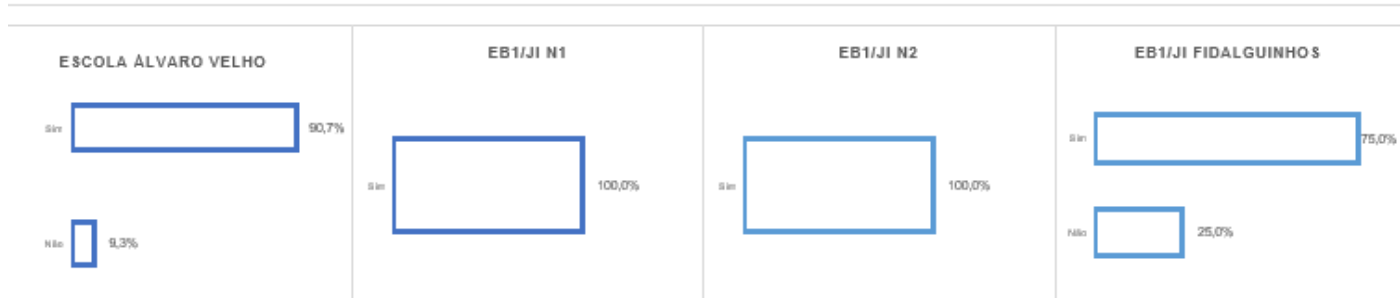 ESCOLA ÁLVARO VELHO
Sim
90,7%
Não
9,3%
EB1/JI N1
Sim
100,0%
EB1/JI N2
Sim
100,0%
EB1/JI FIDALGUINHOS
Sim
75,0%
Não
25,0%